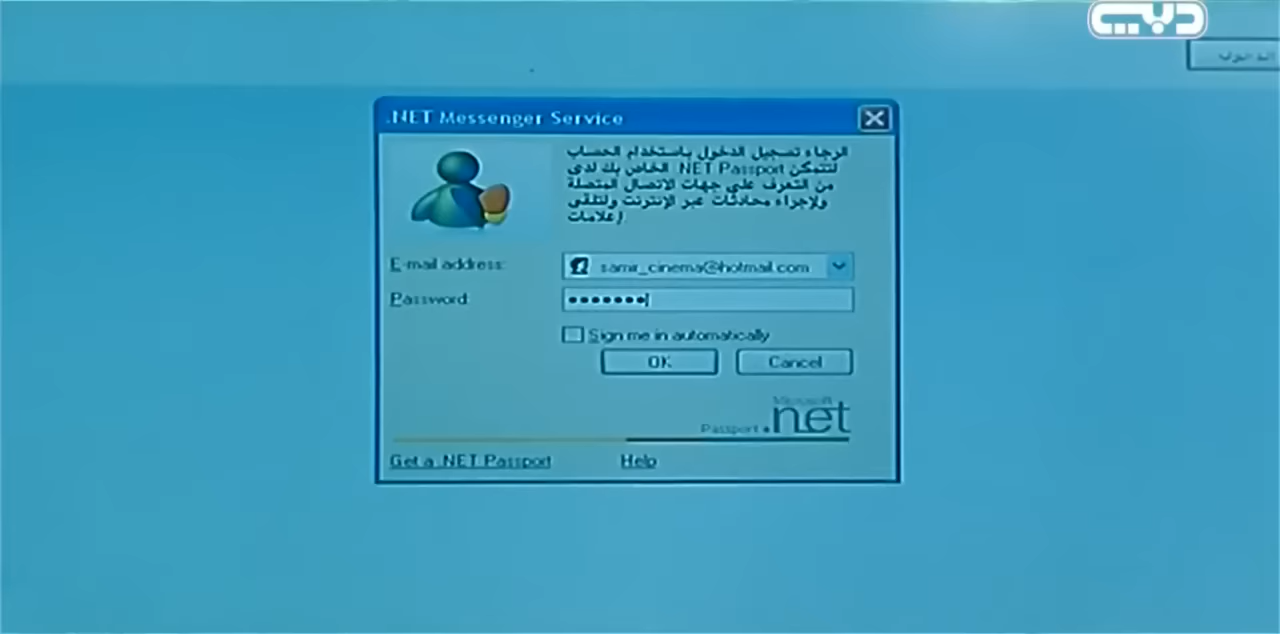 دبي
.NET Messenger Service
الرجاء تسجيل الدخول باستخدام الحساب
الخاص بك لدى .NET Passport لتتمكن
من التعرف على جهات الاتصال المتصلة
ولإجراء محادثات عبر الإنترنت ولتلقى
إعلامات.
E-mail address:
samir_cinema@hotmail.com
Password:
Sign me in automatically
OK
Cancel
Microsoft
Passport .net
Get a .NET Passport
Help